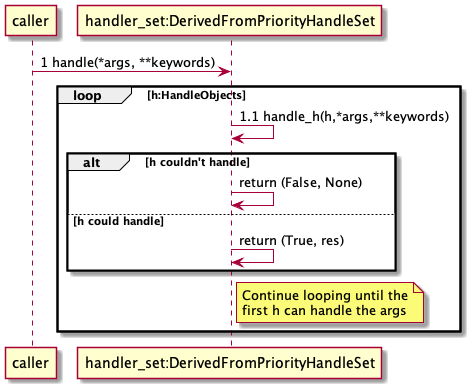 caller
handler_set:DerivedFromPriorityHandleSet
1 handle(*args, **keywords)
loop
[h:HandleObjects]
1.1 handle_h(h,*args,**keywords)
alt
[h couldn't handle]
return (False, None)
[h could handle]
return (True, res)
Continue looping until the
first h can handle the args
caller
handler_set:DerivedFromPriorityHandleSet